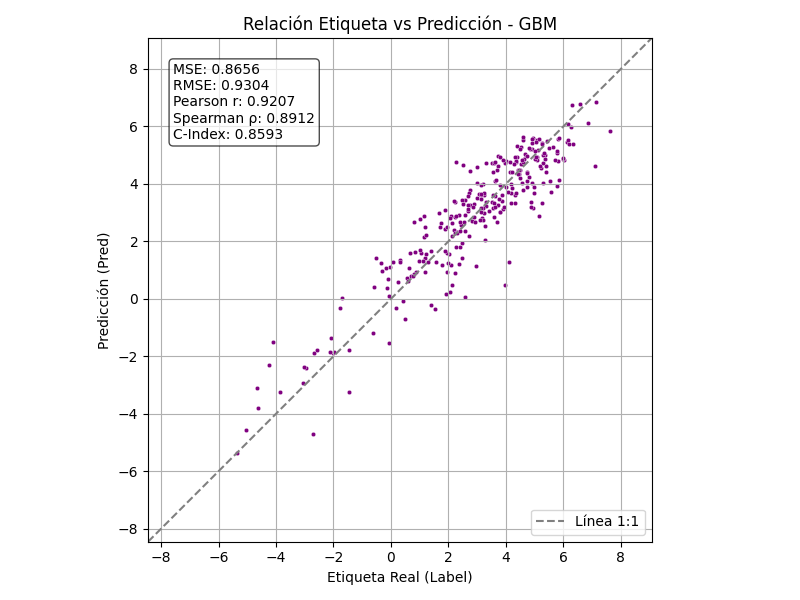 Relación Etiqueta vs Predicción - GBM
MSE: 0.8656
RMSE: 0.9304
Pearson r: 0.9207
Spearman ρ: 0.8912
C-Index: 0.8593
Predicción (Pred)
8
6
4
2
0
−2
−4
−6
−8
Línea 1:1
−8 −6 −4 −2 0 2 4 6 8
Etiqueta Real (Label)